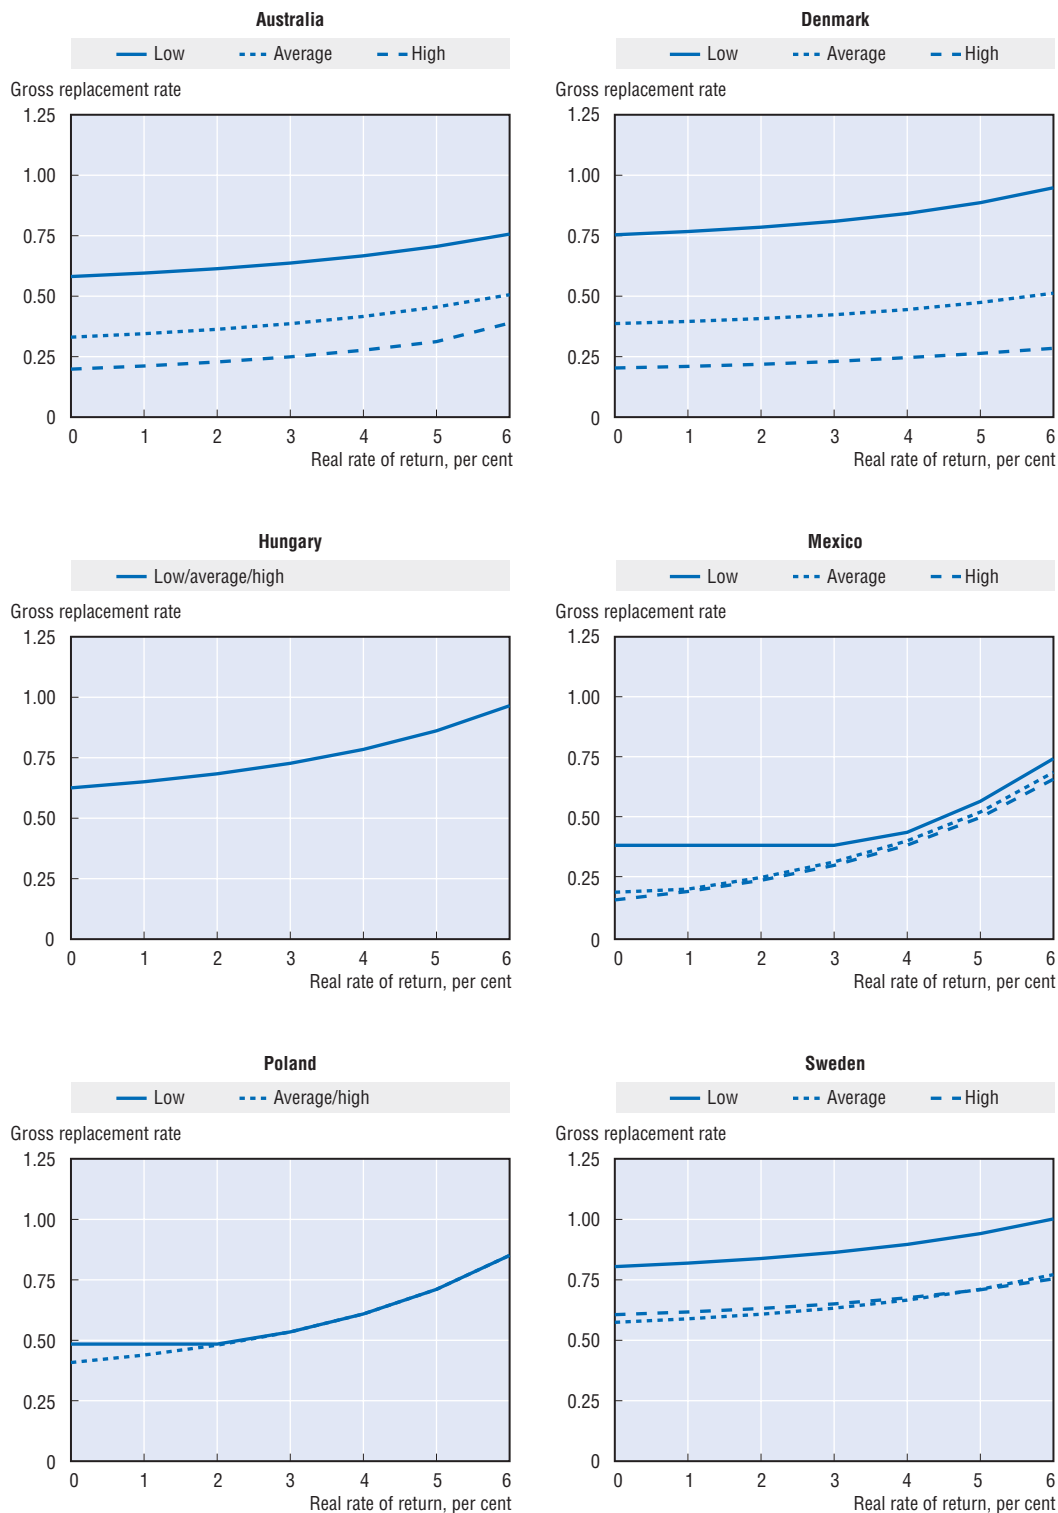 Australia
Low Average High
Gross replacement rate
1.25
1.00
0.75
0.50
0.25
0
0 1 2 3 4 5 6
Real rate of return, per cent
Denmark
Low Average High
Gross replacement rate
1.25
1.00
0.75
0.50
0.25
0
0 1 2 3 4 5 6
Real rate of return, per cent
Hungary
Low/average/high
Gross replacement rate
1.25
1.00
0.75
0.50
0.25
0
0 1 2 3 4 5 6
Real rate of return, per cent
Mexico
Low Average High
Gross replacement rate
1.25
1.00
0.75
0.50
0.25
0
0 1 2 3 4 5 6
Real rate of return, per cent
Poland
Low Average/high
Gross replacement rate
1.25
1.00
0.75
0.50
0.25
0
0 1 2 3 4 5 6
Real rate of return, per cent
Sweden
Low Average High
Gross replacement rate
1.25
1.00
0.75
0.50
0.25
0
0 1 2 3 4 5 6
Real rate of return, per cent